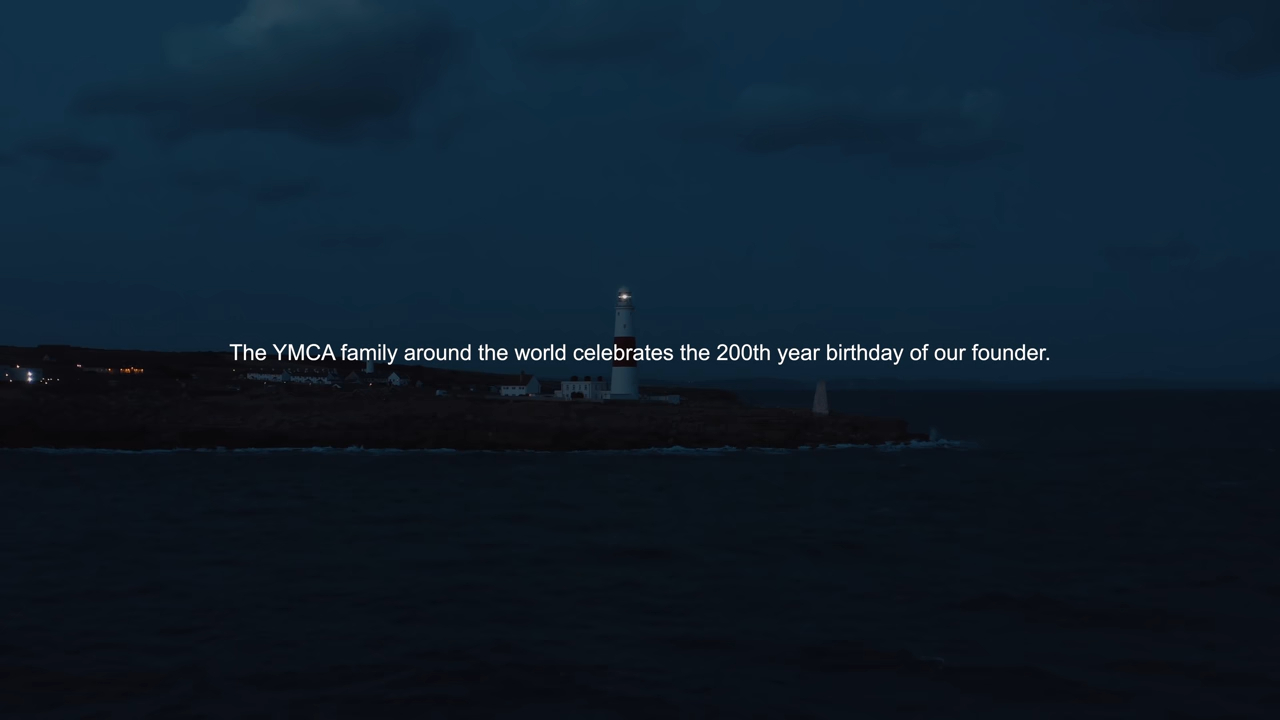 The YMCA family around the world celebrates the 200th year birthday of our founder.